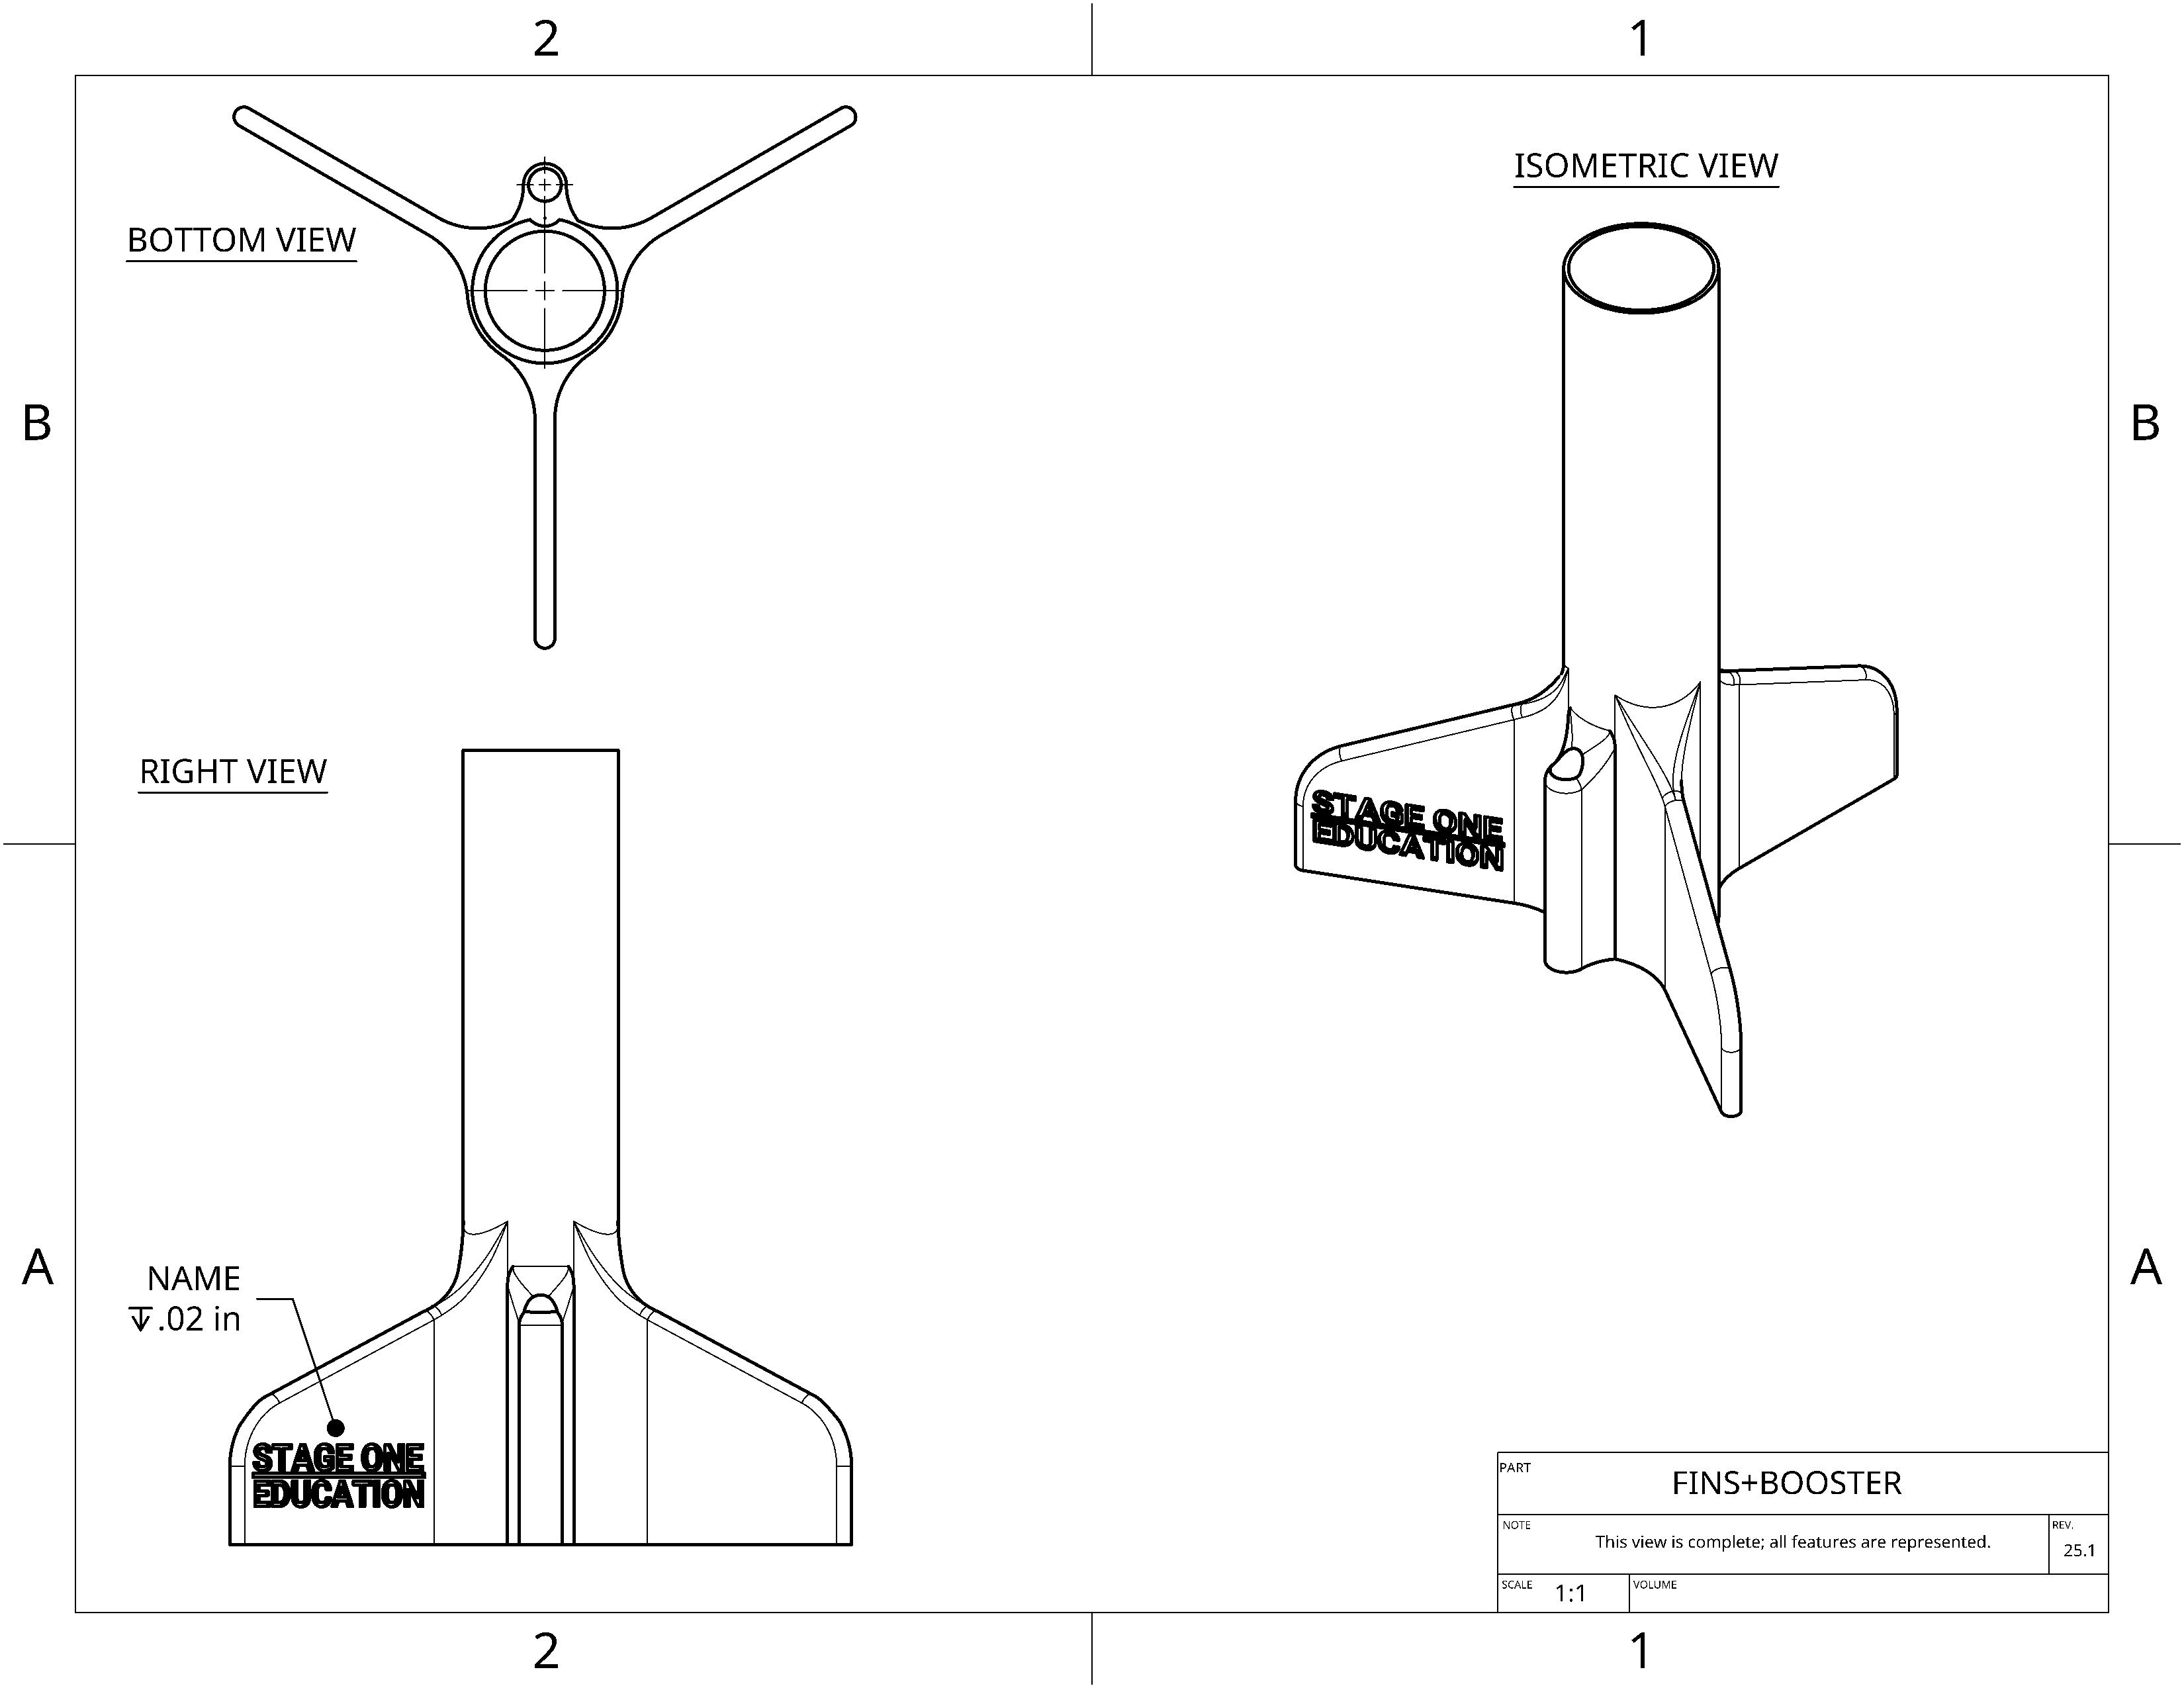 2
1
BOTTOM VIEW
ISOMETRIC VIEW
B
B
RIGHT VIEW
STAGE ONE
EDUCATION
A
A
NAME
↧.02 in
STAGE ONE
EDUCATION
PART
FINS+BOOSTER
NOTE
This view is complete; all features are represented.
REV.
25.1
SCALE
1:1
VOLUME
2
1